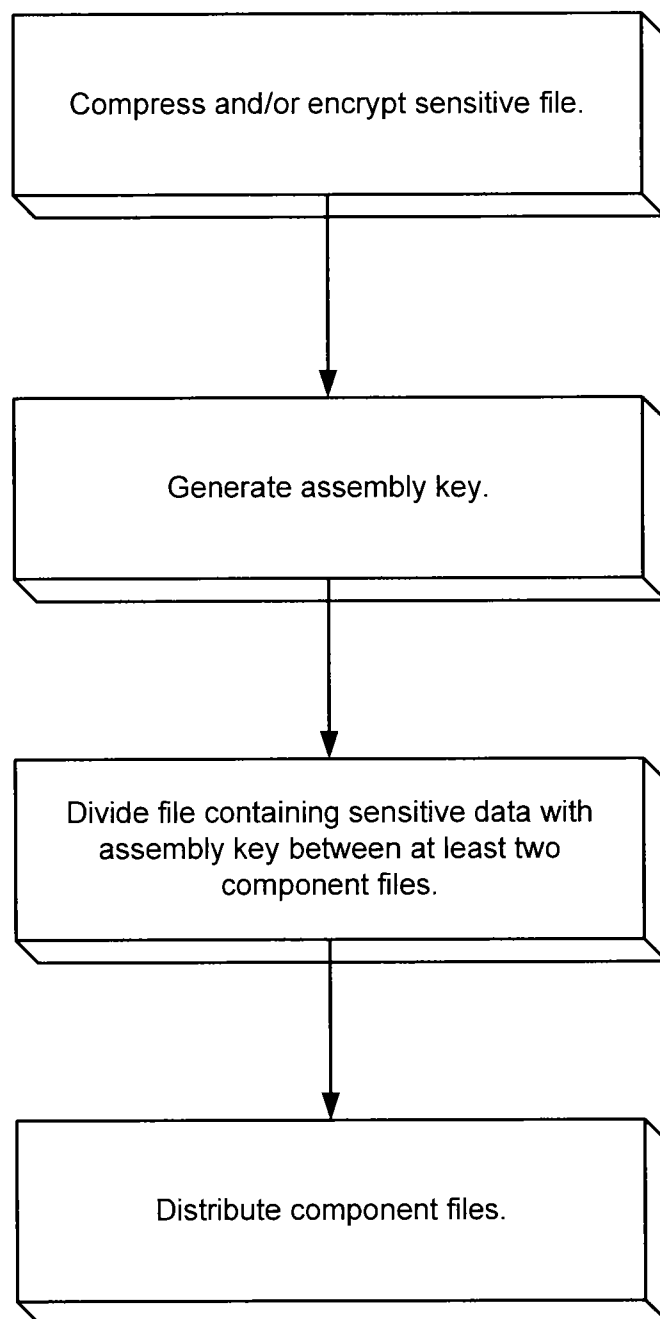 Compress and/or encrypt sensitive file.
Generate assembly key.
Divide file containing sensitive data with
assembly key between at least two
component files.
Distribute component files.